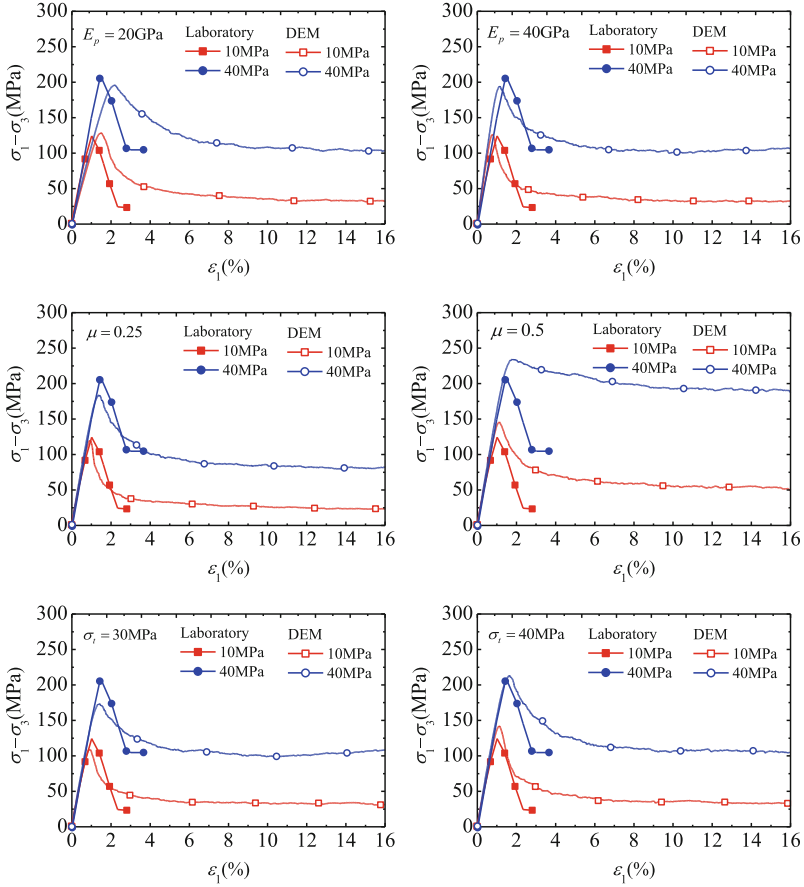 E_p = 20GPa Laboratory DEM
10MPa 10MPa
40MPa 40MPa
300
250
200
150
100
50
0
σ₁−σ₃(MPa)
0 2 4 6 8 10 12 14 16
ε₁(%)
E_p = 40GPa Laboratory DEM
10MPa 10MPa
40MPa 40MPa
300
250
200
150
100
50
0
σ₁−σ₃(MPa)
0 2 4 6 8 10 12 14 16
ε₁(%)
μ = 0.25 Laboratory DEM
10MPa 10MPa
40MPa 40MPa
300
250
200
150
100
50
0
σ₁−σ₃(MPa)
0 2 4 6 8 10 12 14 16
ε₁(%)
μ = 0.5 Laboratory DEM
10MPa 10MPa
40MPa 40MPa
300
250
200
150
100
50
0
σ₁−σ₃(MPa)
0 2 4 6 8 10 12 14 16
ε₁(%)
σ_t = 30MPa Laboratory DEM
10MPa 10MPa
40MPa 40MPa
300
250
200
150
100
50
0
σ₁−σ₃(MPa)
0 2 4 6 8 10 12 14 16
ε₁(%)
σ_t = 40MPa Laboratory DEM
10MPa 10MPa
40MPa 40MPa
300
250
200
150
100
50
0
σ₁−σ₃(MPa)
0 2 4 6 8 10 12 14 16
ε₁(%)